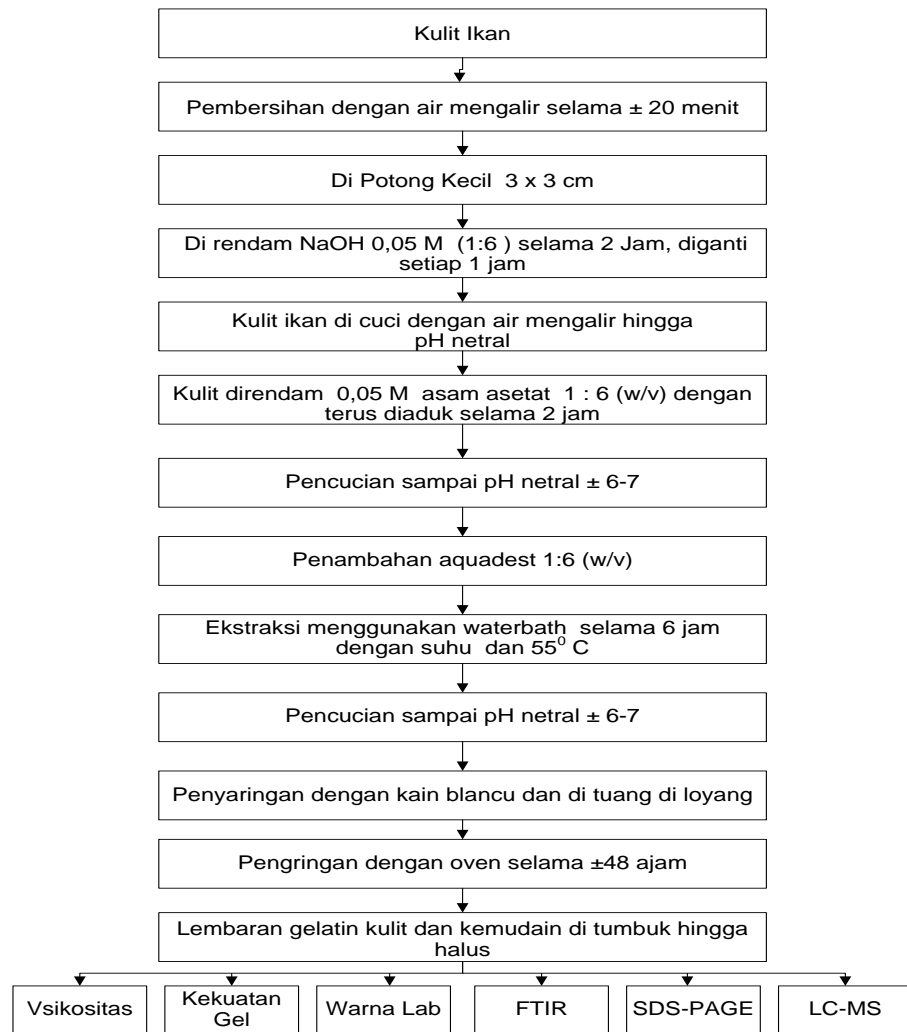 Kulit Ikan
Pembersihan dengan air mengalir selama ± 20 menit
Di Potong Kecil 3 x 3 cm
Di rendam NaOH 0,05 M (1:6 ) selama 2 Jam, diganti
setiap 1 jam
Kulit ikan di cuci dengan air mengalir hingga
pH netral
Kulit direndam 0,05 M asam asetat 1 : 6 (w/v) dengan
terus diaduk selama 2 jam
Pencucian sampai pH netral ± 6-7
Penambahan aquadest 1:6 (w/v)
Ekstraksi menggunakan waterbath selama 6 jam
dengan suhu dan 55⁰ C
Pencucian sampai pH netral ± 6-7
Penyaringan dengan kain blancu dan di tuang di loyang
Pengringan dengan oven selama ±48 ajam
Lembaran gelatin kulit dan kemudain di tumbuk hingga
halus
Vsikositas
Kekuatan
Gel
Warna Lab
FTIR
SDS-PAGE
LC-MS